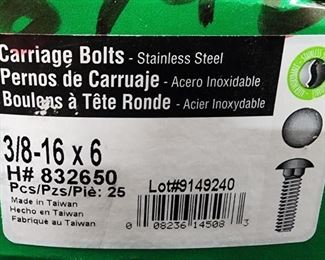 Carriage Bolts - Stainless Steel
Pernos de Carruaje - Acero Inoxidable
Boulons à Tête Ronde - Acier Inoxydable
3/8-16 x 6
H# 832650
Pcs/Pzs/Piè: 25
Lot#9149240
Made in Taiwan
Hecho en Taiwan
Fabriqué au Taiwan
0 08236 14508 3